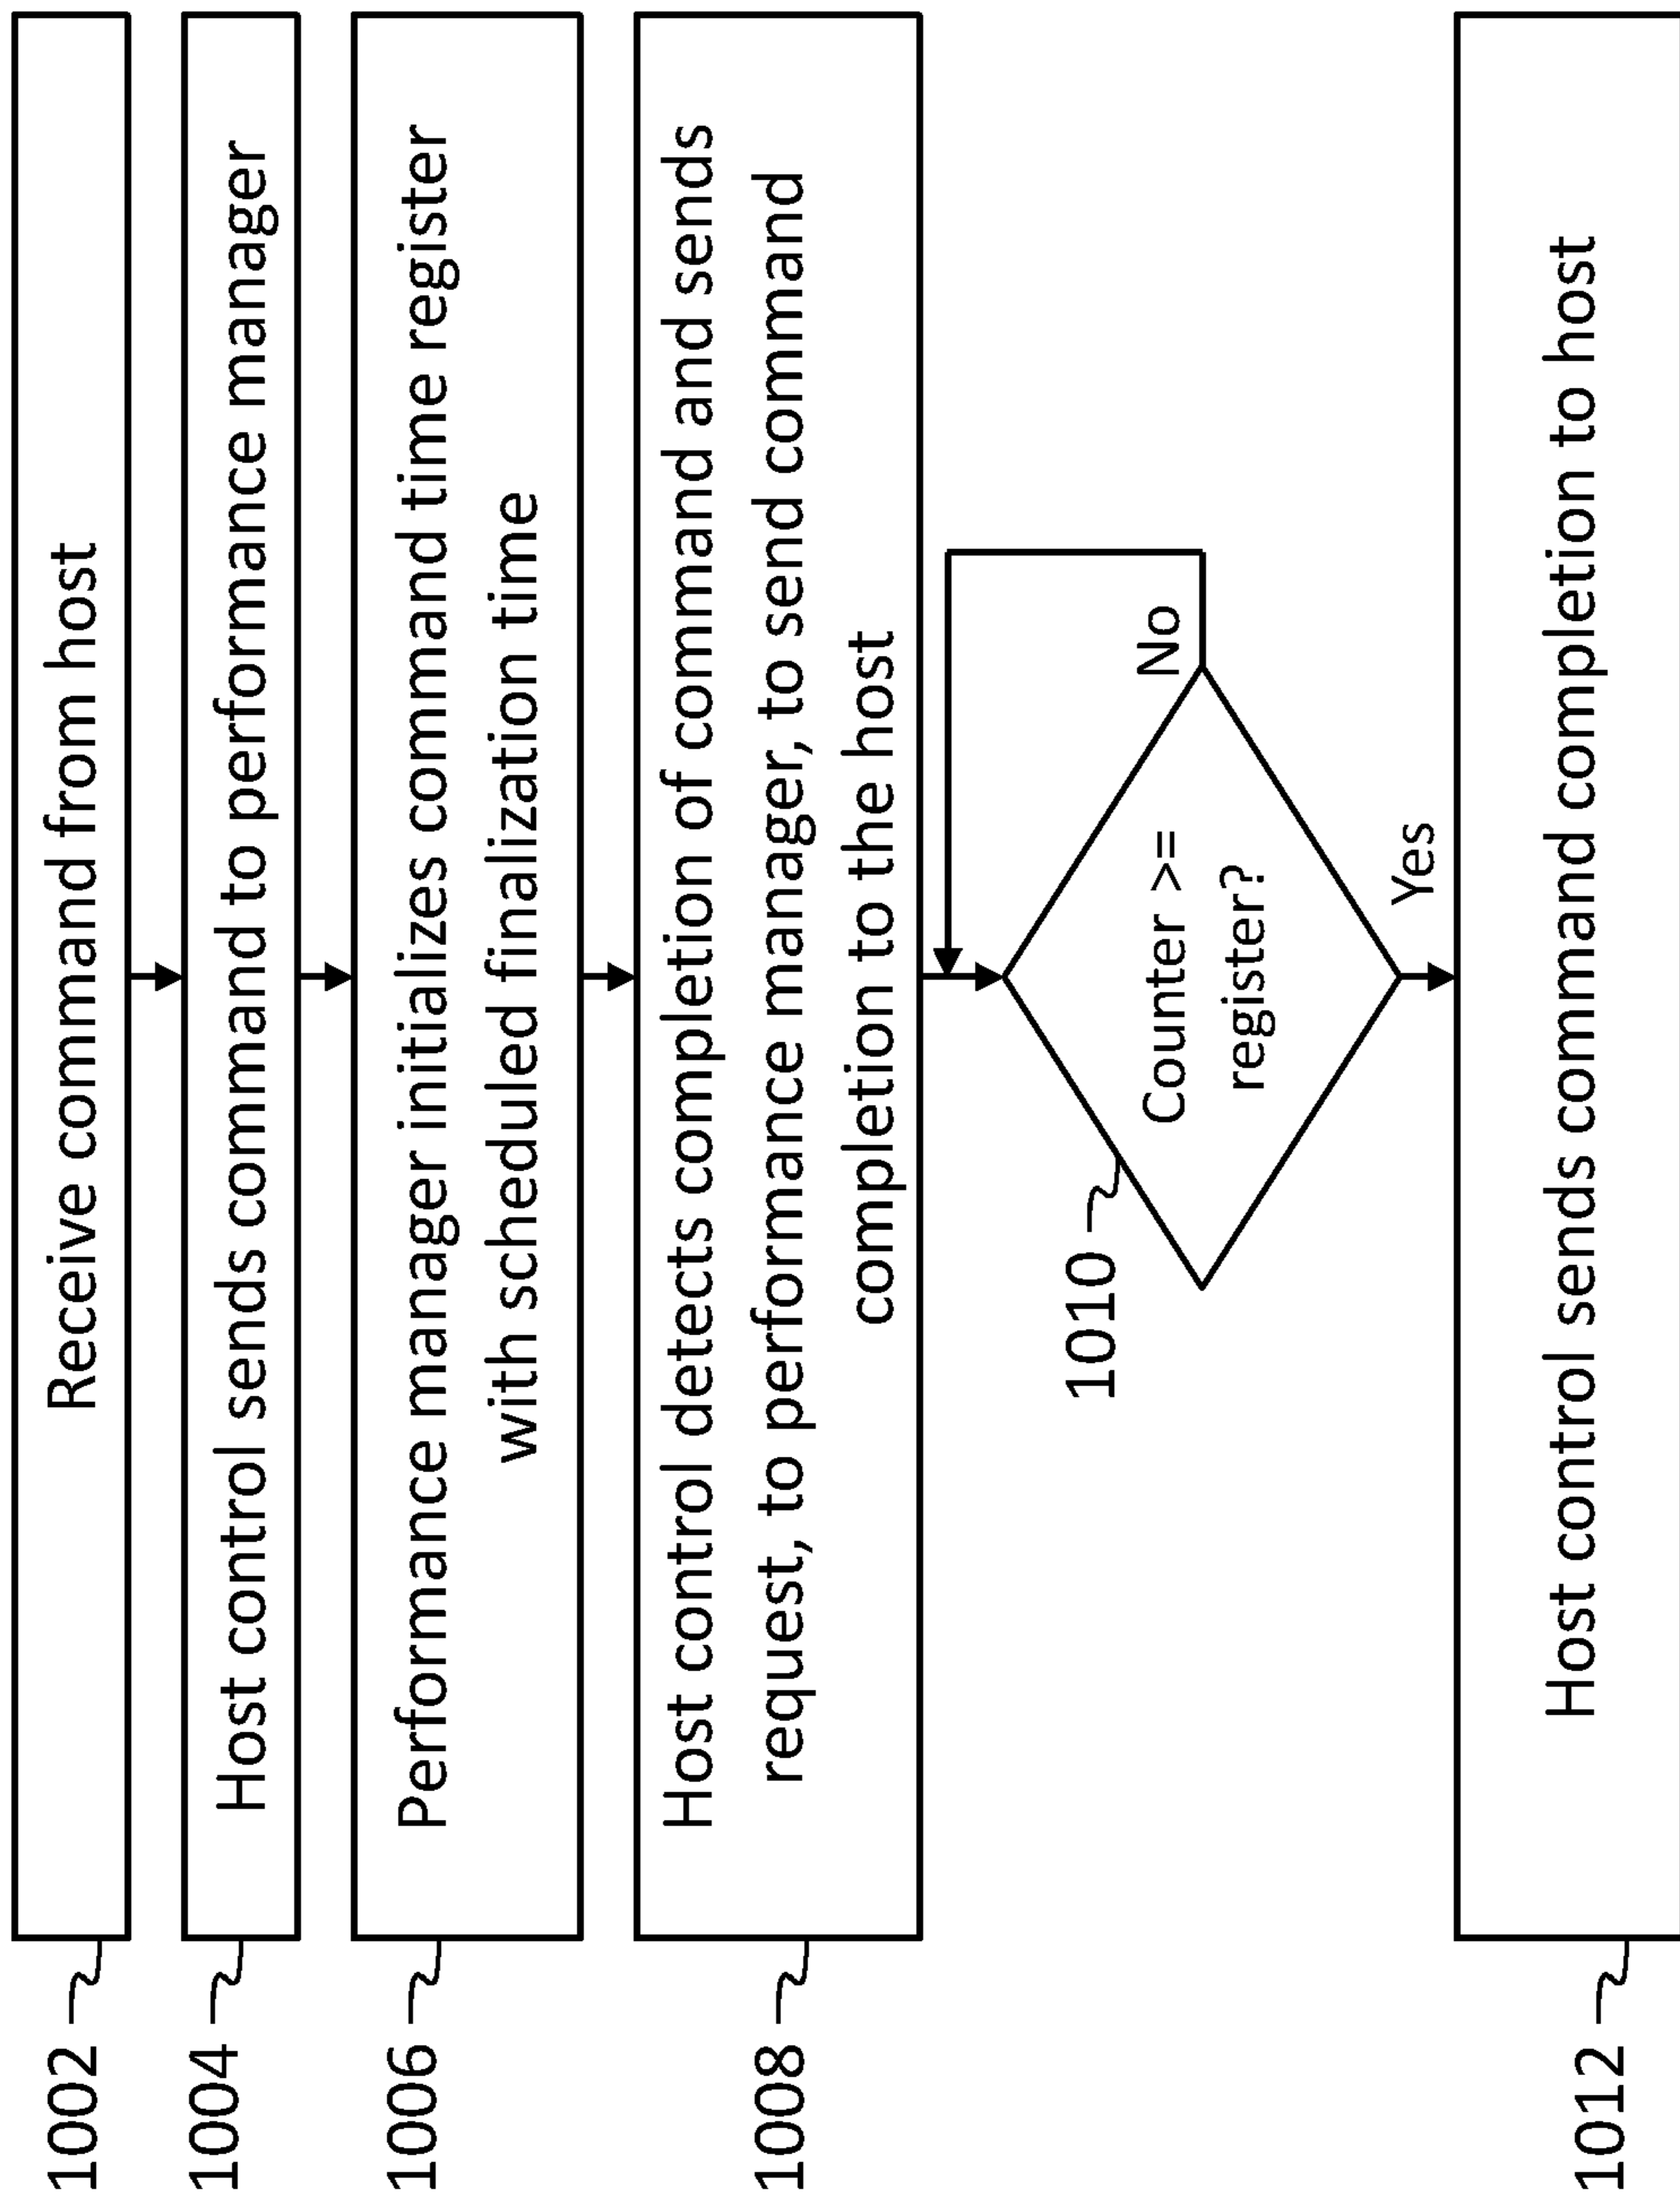 1002
Receive command from host
1004
Host control sends command to performance manager
1006
Performance manager initializes command time register
with scheduled finalization time
1008
Host control detects completion of command and sends
request, to performance manager, to send command
completion to the host
1010
Counter >=
register?
No
Yes
1012
Host control sends command completion to host